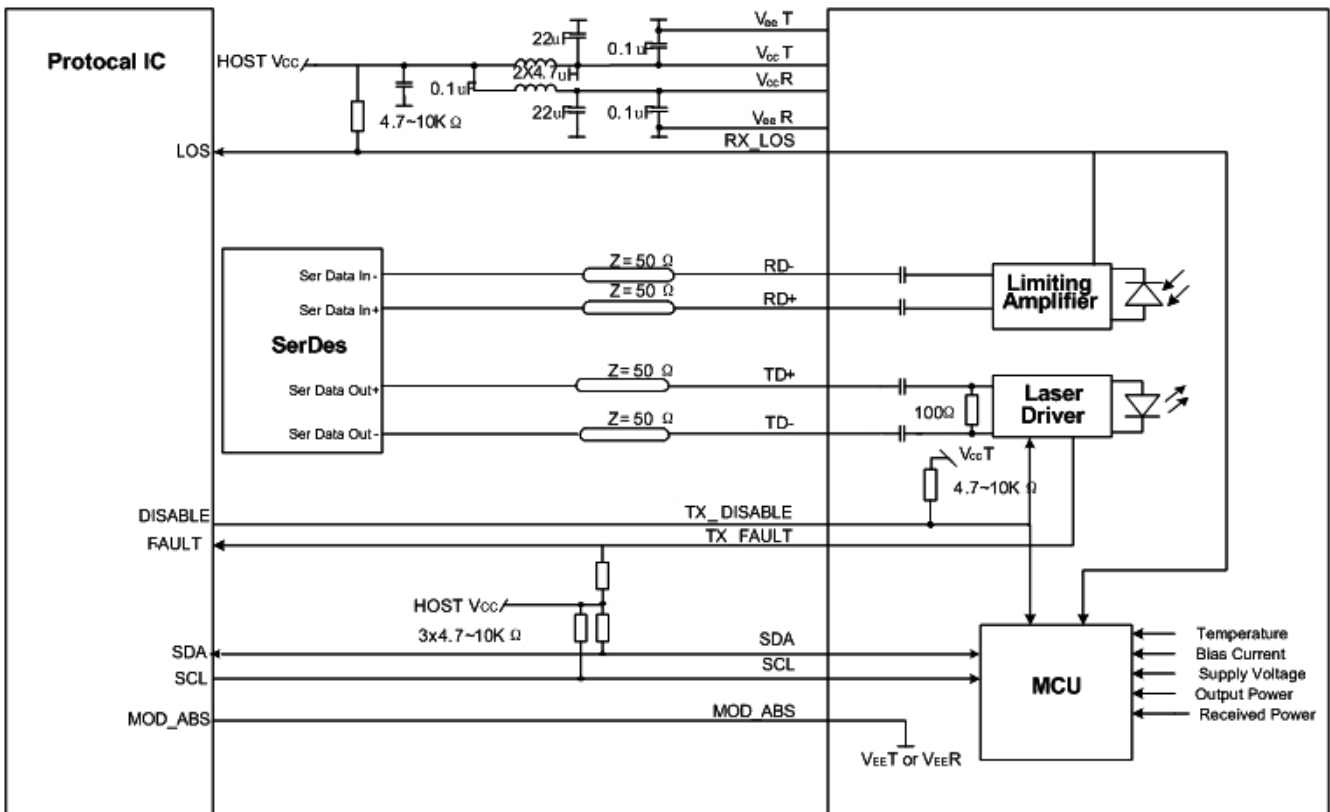 Protocal IC
HOST Vcc
22uF
0.1uF
2X4.7uH
0.1uF
22uF
0.1uF
4.7~10K Ω
VeeT
VccT
VccR
VeeR
LOS
RX_LOS
Ser Data In-
Z=50 Ω
RD-
Ser Data In+
Z=50 Ω
RD+
Limiting
Amplifier
SerDes
Ser Data Out+
Z=50 Ω
TD+
Ser Data Out-
Z=50 Ω
TD-
100Ω
Laser
Driver
VccT
4.7~10K Ω
DISABLE
TX_DISABLE
FAULT
TX_FAULT
HOST Vcc
3x4.7~10K Ω
SDA
SDA
SCL
SCL
MOD_ABS
MOD_ABS
VEET or VEER
MCU
Temperature
Bias Current
Supply Voltage
Output Power
Received Power